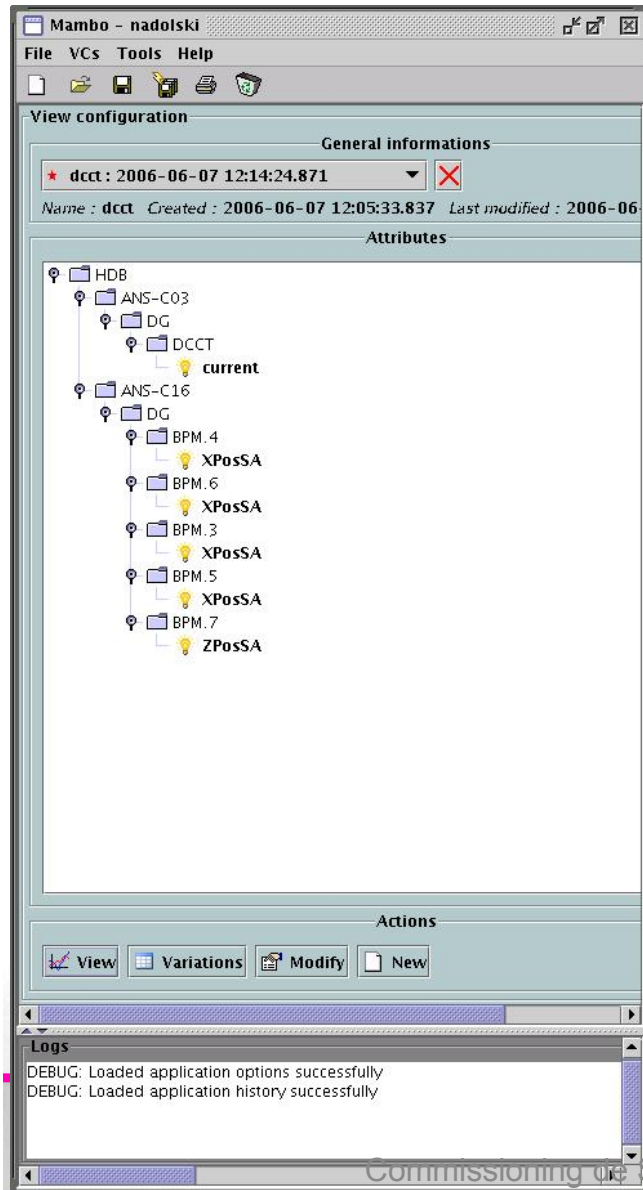 Mambo - nadolski
File VCs Tools Help
View configuration
General informations
dcct : 2006-06-07 12:14:24.871
Name : dcct Created : 2006-06-07 12:05:33.837 Last modified : 2006-06-
Attributes
HDB
ANS-C03
DG
DCCT
current
ANS-C16
DG
BPM.4
XPosSA
BPM.6
XPosSA
BPM.3
XPosSA
BPM.5
XPosSA
BPM.7
ZPosSA
Actions
View Variations Modify New
Logs
DEBUG: Loaded application options successfully
DEBUG: Loaded application history successfully
Commissioning de